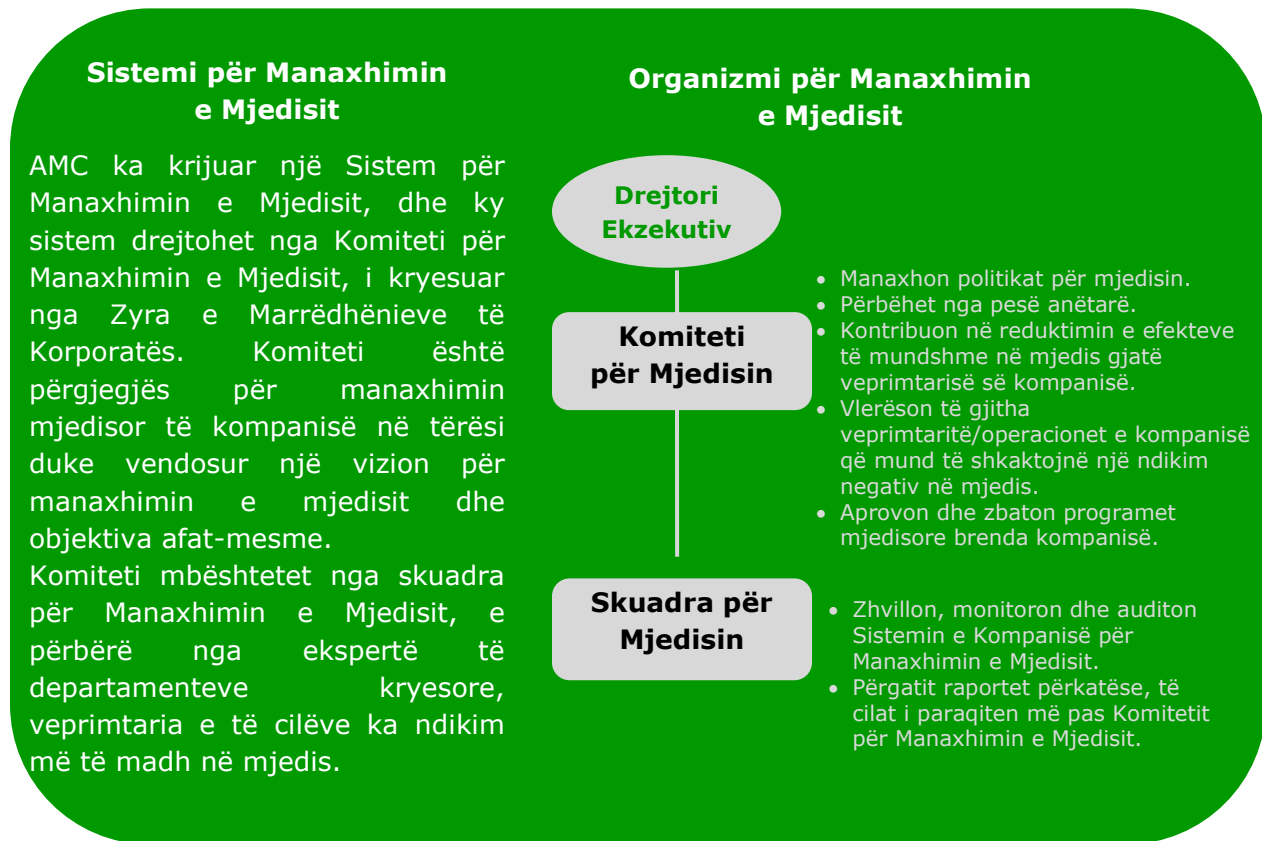 Sistemi për Manaxhimin
e Mjedisit
AMC ka krijuar një Sistem për
Manaxhimin e Mjedisit, dhe ky
sistem drejtohet nga Komiteti për
Manaxhimin e Mjedisit, i kryesuar
nga Zyra e Marrëdhënieve të
Korporatës. Komiteti është
përgjegjës për manaxhimin
mjedisor të kompanisë në tërësi
duke vendosur një vizion për
manaxhimin e mjedisit dhe
objektiva afat-mesme.
Komiteti mbështetet nga skuadra
për Manaxhimin e Mjedisit, e
përbërë nga ekspertë të
departamenteve kryesore,
veprimtaria e të cilëve ka ndikim
më të madh në mjedis.
Organizmi për Manaxhimin
e Mjedisit
Drejtori
Ekzekutiv
Komiteti
për Mjedisin
• Manaxhon politikat për mjedisin.
• Përbëhet nga pesë anëtarë.
• Kontribuon në reduktimin e efekteve
të mundshme në mjedis gjatë
veprimtarisë së kompanisë.
• Vlerëson të gjitha
veprimtaritë/operacionet e kompanisë
që mund të shkaktojnë një ndikim
negativ në mjedis.
• Aprovon dhe zbaton programet
mjedisore brenda kompanisë.
Skuadra për
Mjedisin
• Zhvillon, monitoron dhe auditon
Sistemin e Kompanisë për
Manaxhimin e Mjedisit.
• Përgatit raportet përkatëse, të
cilat i paraqiten më pas Komitetit
për Manaxhimin e Mjedisit.